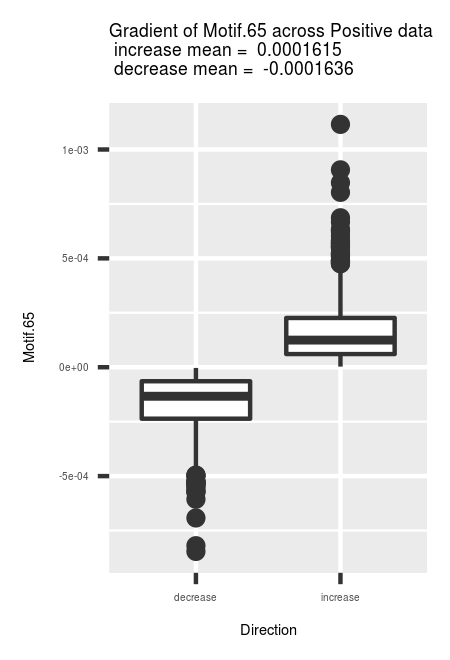 Gradient of Motif.65 across Positive data
increase mean =  0.0001615
decrease mean =  -0.0001636
1e-03
5e-04
0e+00
-5e-04
Motif.65
decrease
increase
Direction